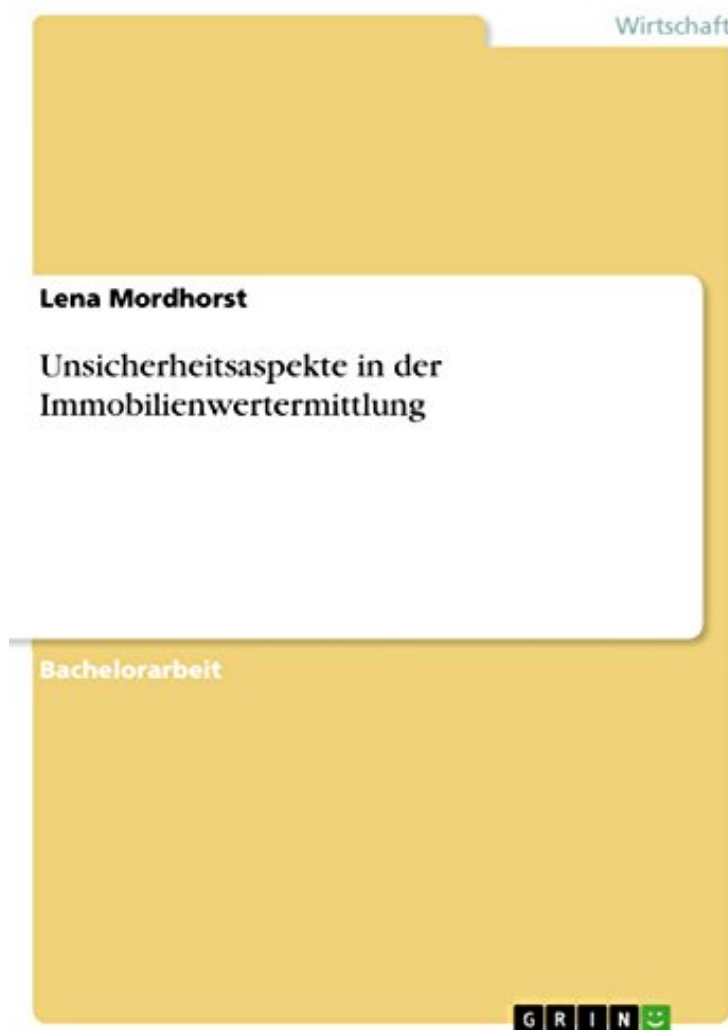 Wirtschaft
Lena Mordhorst
Unsicherheitsaspekte in der
Immobilienwertermittlung
Bachelorarbeit
GRIN